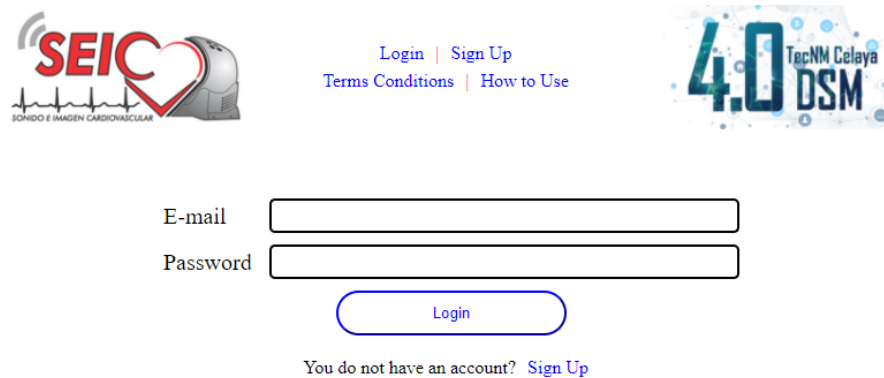 SEIC
SONIDO E IMAGEN CARDIOVASCULAR
Login | Sign Up
Terms Conditions | How to Use
4.0
TecNM Celaya
DSM
E-mail
Password
Login
You do not have an account? Sign Up